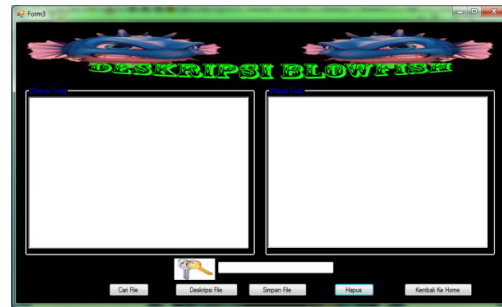 Form3
DESKRIPSI BLOWFISH
Cari File
Deskripsi File
Simpan File
Hapus
Kembali Ke Home